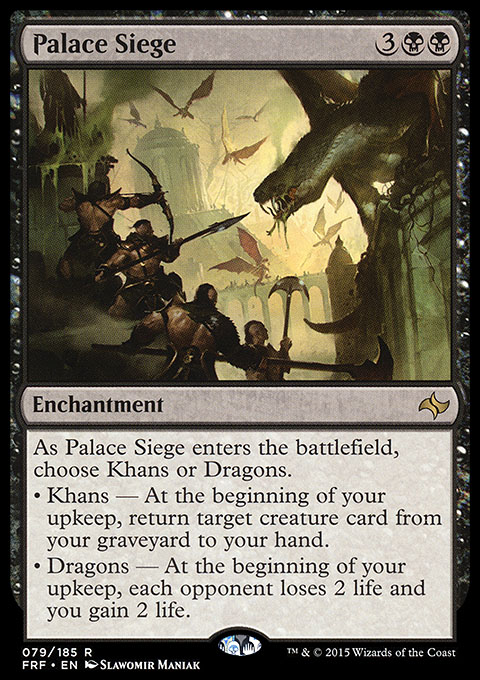 Palace Siege 3
Enchantment
As Palace Siege enters the battlefield,
choose Khans or Dragons.
• Khans — At the beginning of your
upkeep, return target creature card from
your graveyard to your hand.
• Dragons — At the beginning of your
upkeep, each opponent loses 2 life and
you gain 2 life.
079/185 R
FRF • EN Slawomir Maniak
™ & © 2015 Wizards of the Coast